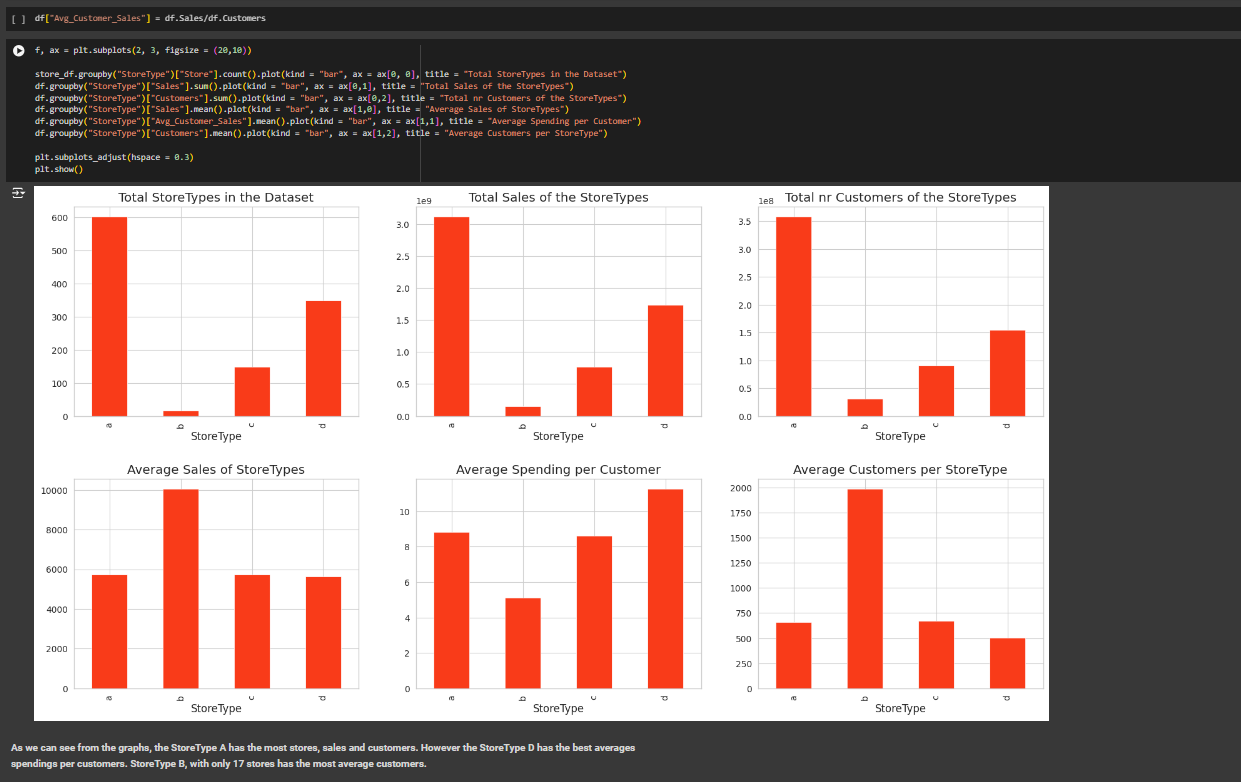 [ ] df["Avg_Customer_Sales"] = df.Sales/df.Customers
f, ax = plt.subplots(2, 3, figsize = (20,10))
store_df.groupby("StoreType")["Store"].count().plot(kind = "bar", ax = ax[0, 0], title = "Total StoreTypes in the Dataset")
df.groupby("StoreType")["Sales"].sum().plot(kind = "bar", ax = ax[0,1], title = "Total Sales of the StoreTypes")
df.groupby("StoreType")["Customers"].sum().plot(kind = "bar", ax = ax[0,2], title = "Total nr Customers of the StoreTypes")
df.groupby("StoreType")["Sales"].mean().plot(kind = "bar", ax = ax[1,0], title = "Average Sales of StoreTypes")
df.groupby("StoreType")["Avg_Customer_Sales"].mean().plot(kind = "bar", ax = ax[1,1], title = "Average Spending per Customer")
df.groupby("StoreType")["Customers"].mean().plot(kind = "bar", ax = ax[1,2], title = "Average Customers per StoreType")
plt.subplots_adjust(hspace = 0.3)
plt.show()
Total StoreTypes in the Dataset
600
500
400
300
200
100
0
a b c d
StoreType
Total Sales of the StoreTypes
1e9
3.0
2.5
2.0
1.5
1.0
0.5
0.0
a b c d
StoreType
Total nr Customers of the StoreTypes
1e8
3.5
3.0
2.5
2.0
1.5
1.0
0.5
0.0
a b c d
StoreType
Average Sales of StoreTypes
10000
8000
6000
4000
2000
0
a b c d
StoreType
Average Spending per Customer
10
8
6
4
2
0
a b c d
StoreType
Average Customers per StoreType
2000
1750
1500
1250
1000
750
500
250
0
a b c d
StoreType
As we can see from the graphs, the StoreType A has the most stores, sales and customers. However the StoreType D has the best averages
spendings per customers. StoreType B, with only 17 stores has the most average customers.